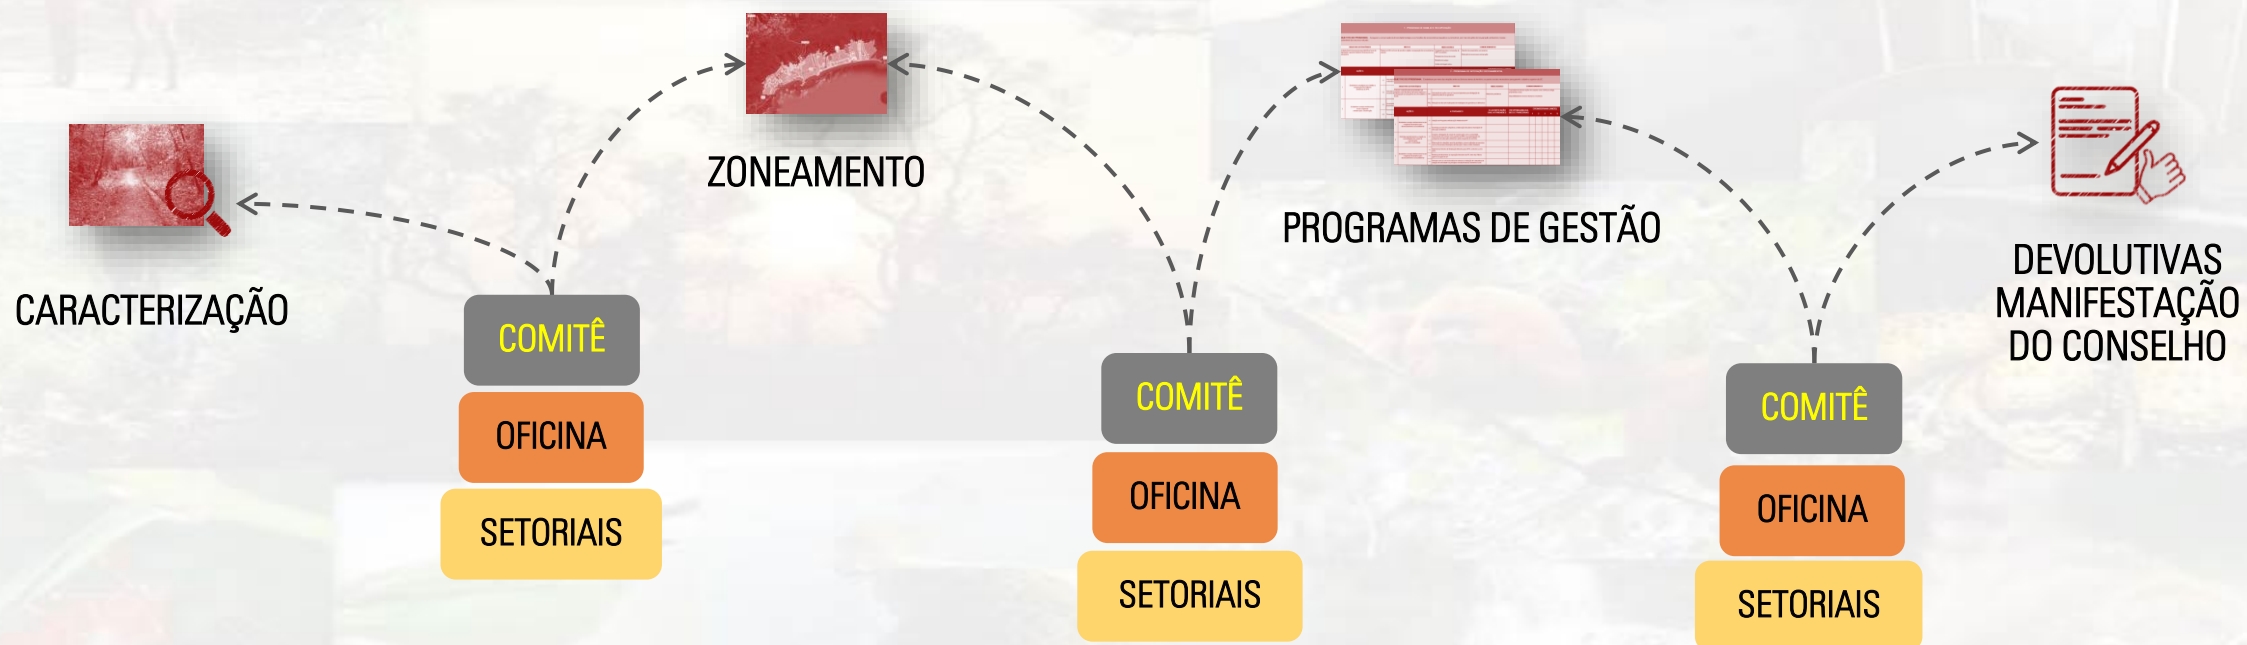 ZONEAMENTO
CARACTERIZAÇÃO
PROGRAMAS DE GESTÃO
DEVOLUTIVAS
MANIFESTAÇÃO
DO CONSELHO
COMITÊ
OFICINA
SETORIAIS
COMITÊ
OFICINA
SETORIAIS
COMITÊ
OFICINA
SETORIAIS